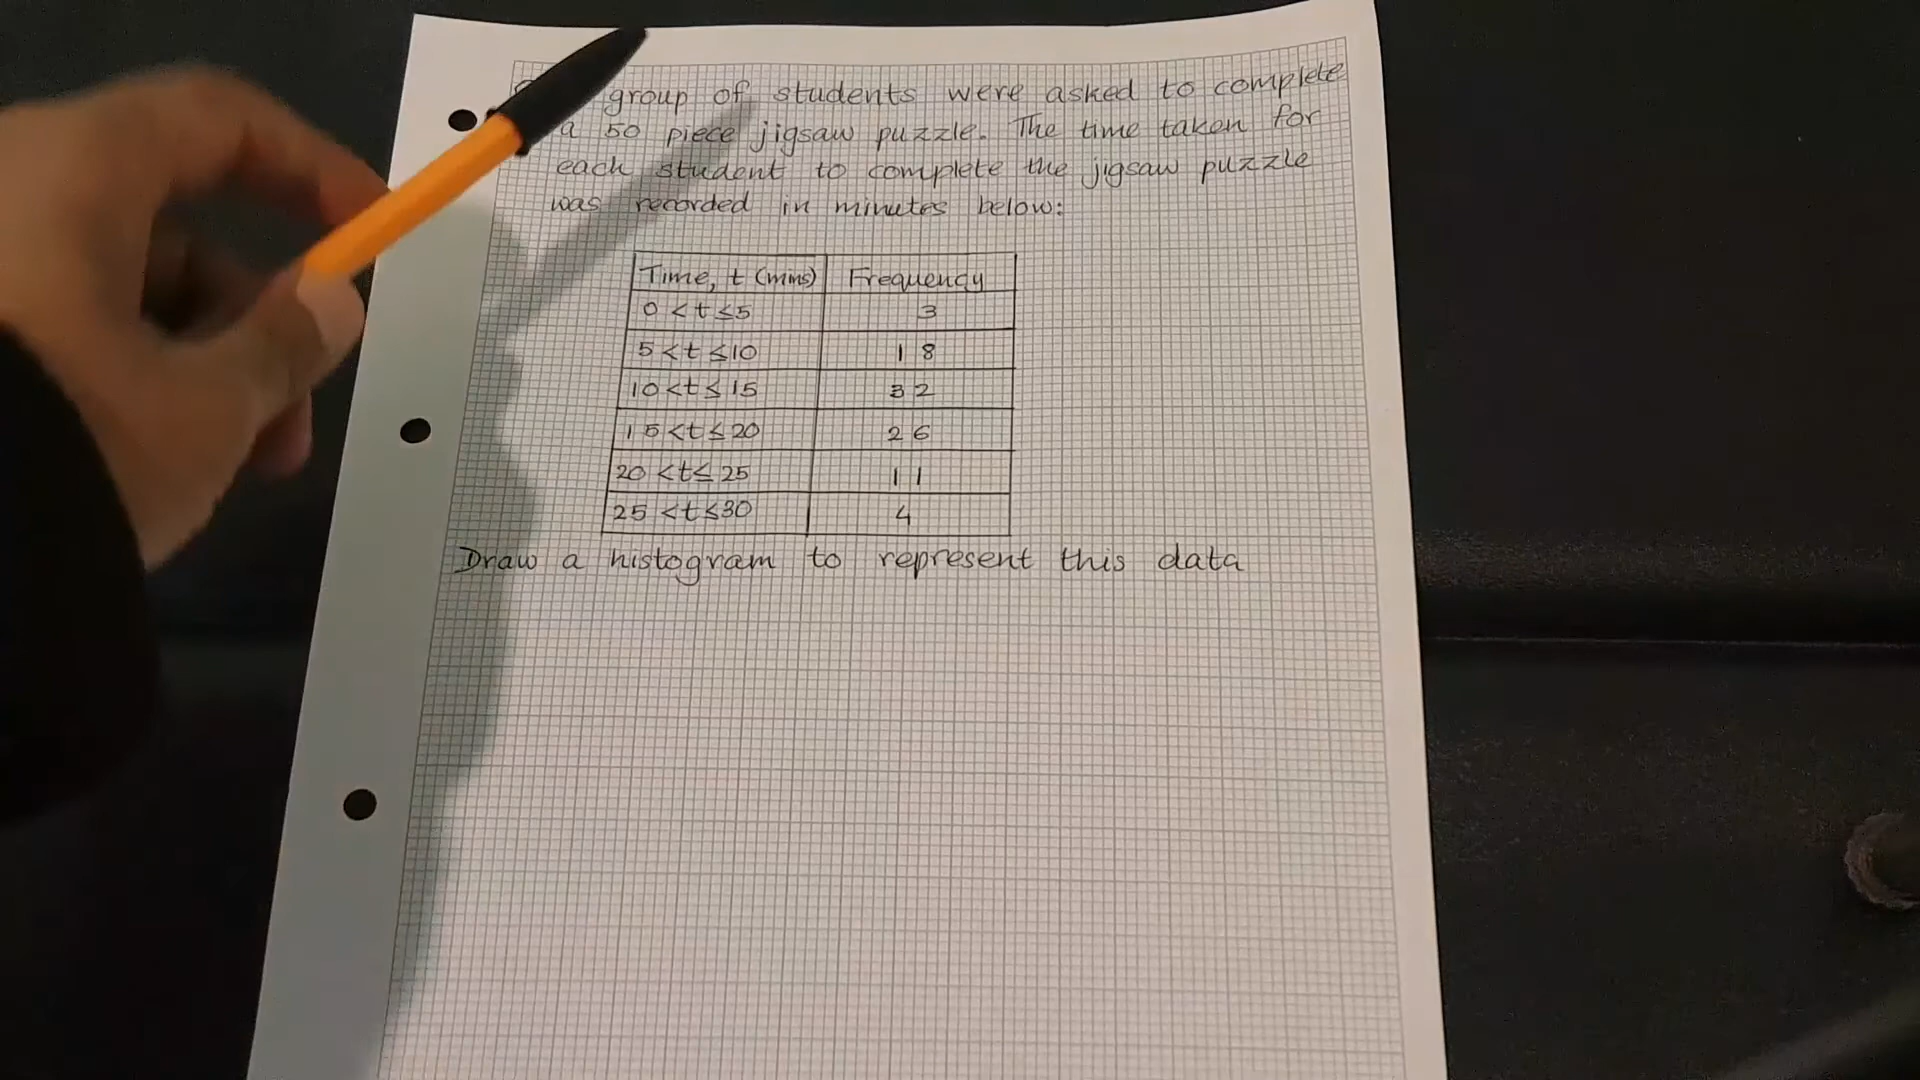 group of students were asked to complete
a 50 piece jigsaw puzzle. The time taken for
each student to complete the jigsaw puzzle
was recorded in minutes below:
Time, t (mins) Frequency
0 < t ≤ 5 3
5 < t ≤ 10 18
10 < t ≤ 15 32
15 < t ≤ 20 26
20 < t ≤ 25 11
25 < t ≤ 30 4
Draw a histogram to represent this data